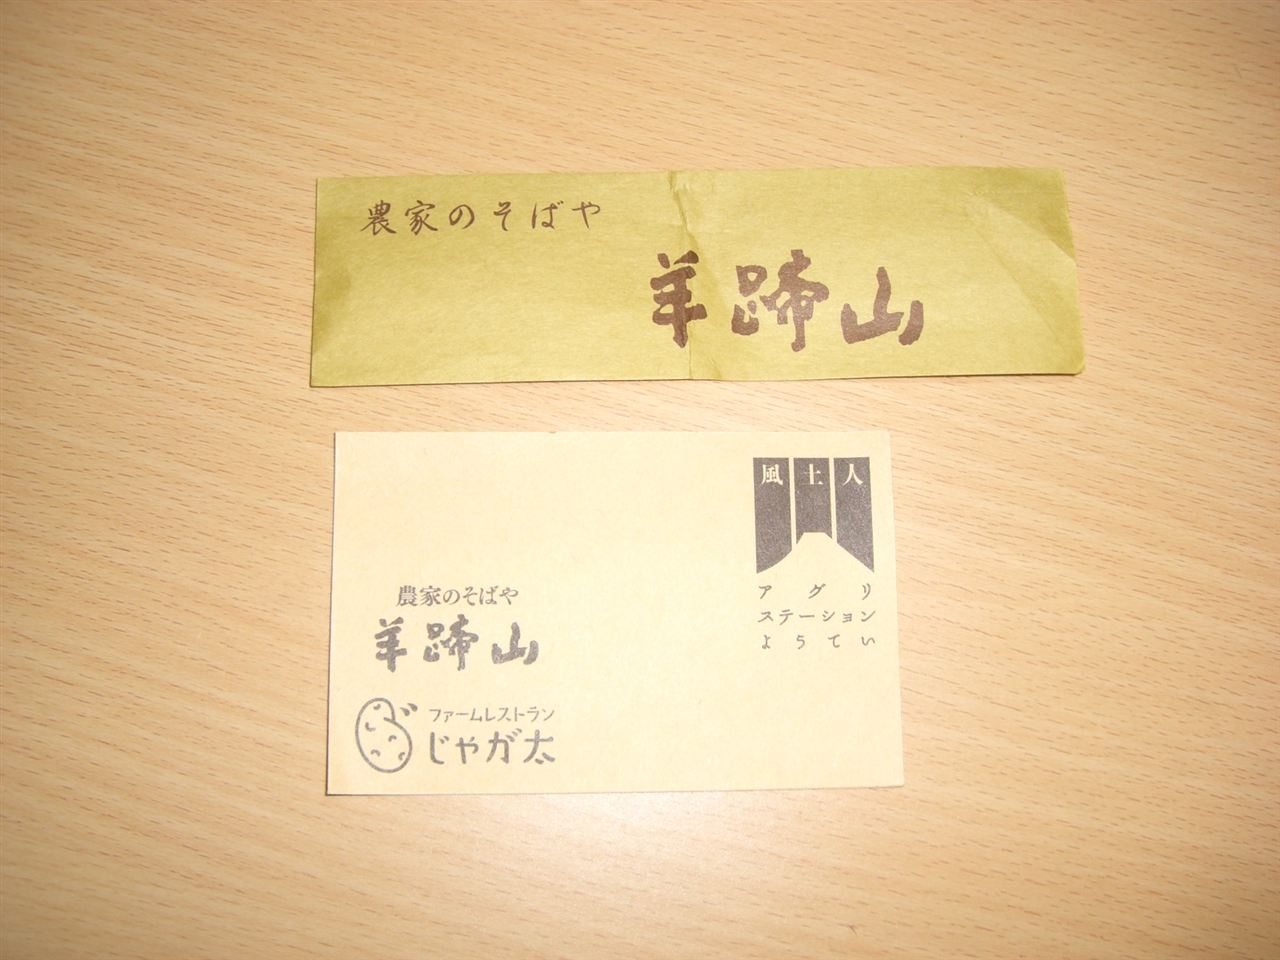 農家のそばや
羊蹄山
風土人
アグリ
ステーション
ようてい
農家のそばや
羊蹄山
ファームレストラン
じゃが太